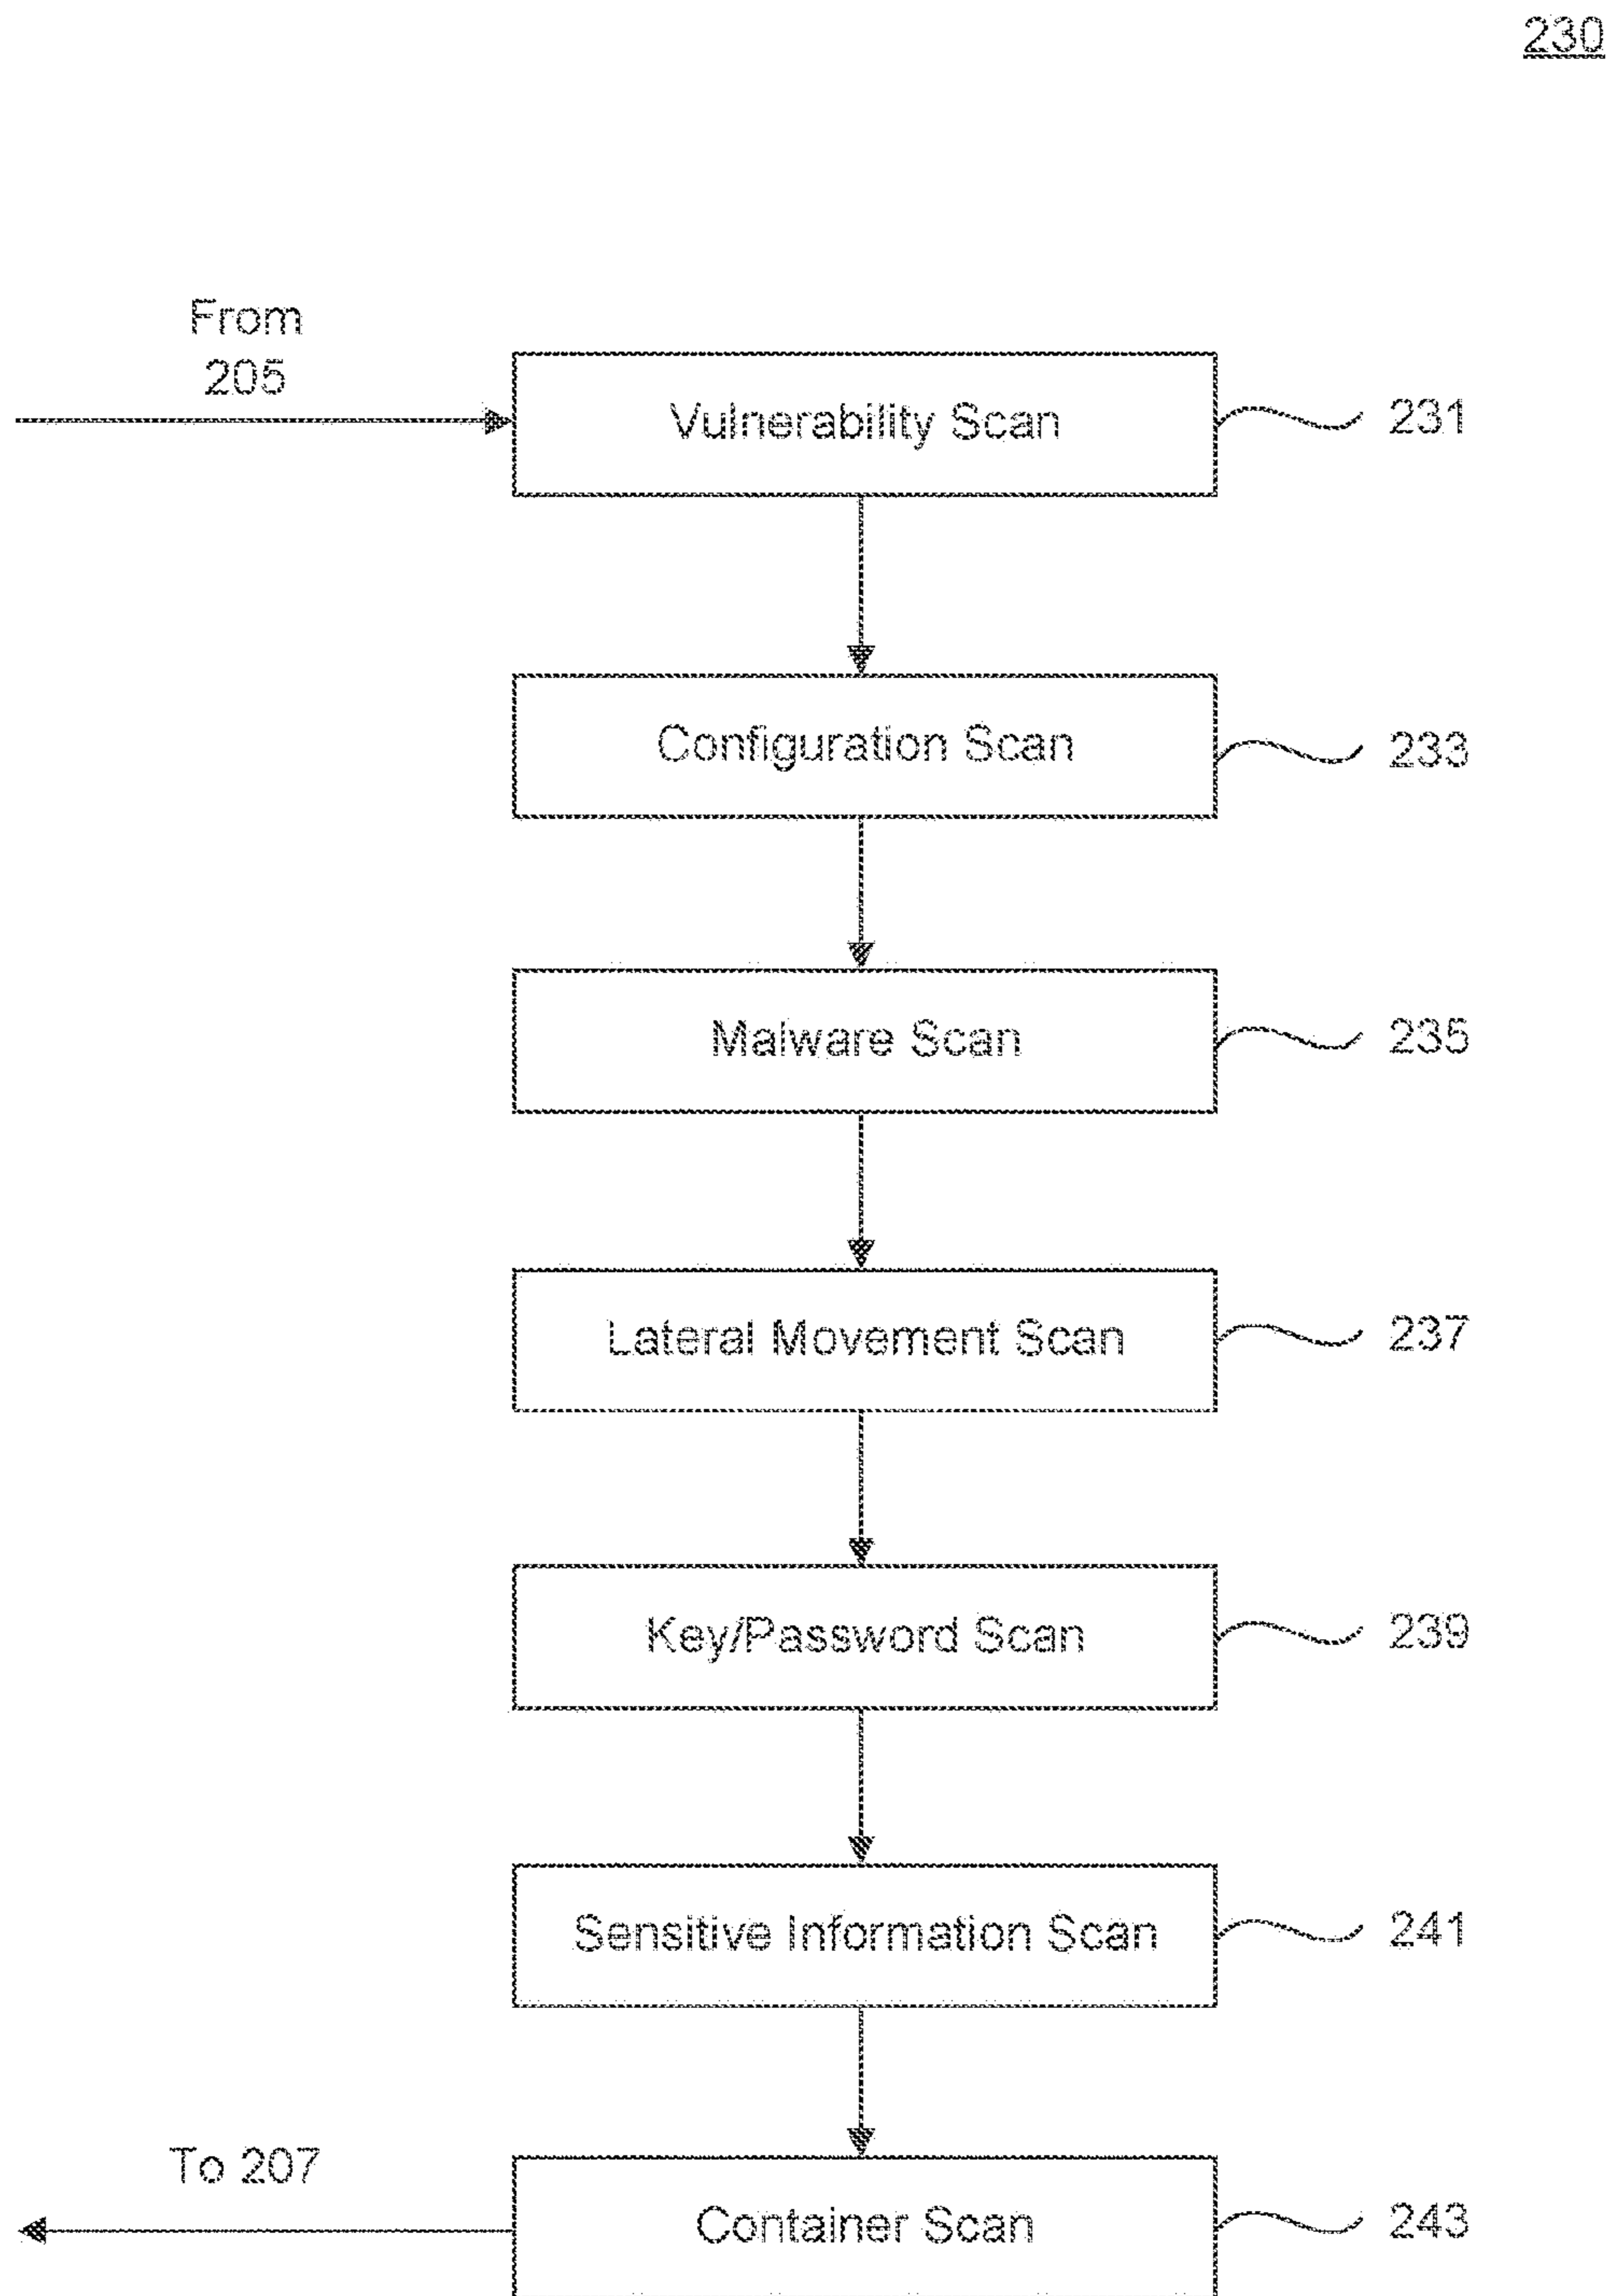 230
From
205
Vulnerability Scan
231
Configuration Scan
233
Malware Scan
235
Lateral Movement Scan
237
Key/Password Scan
239
Sensitive Information Scan
241
To 207
Container Scan
243